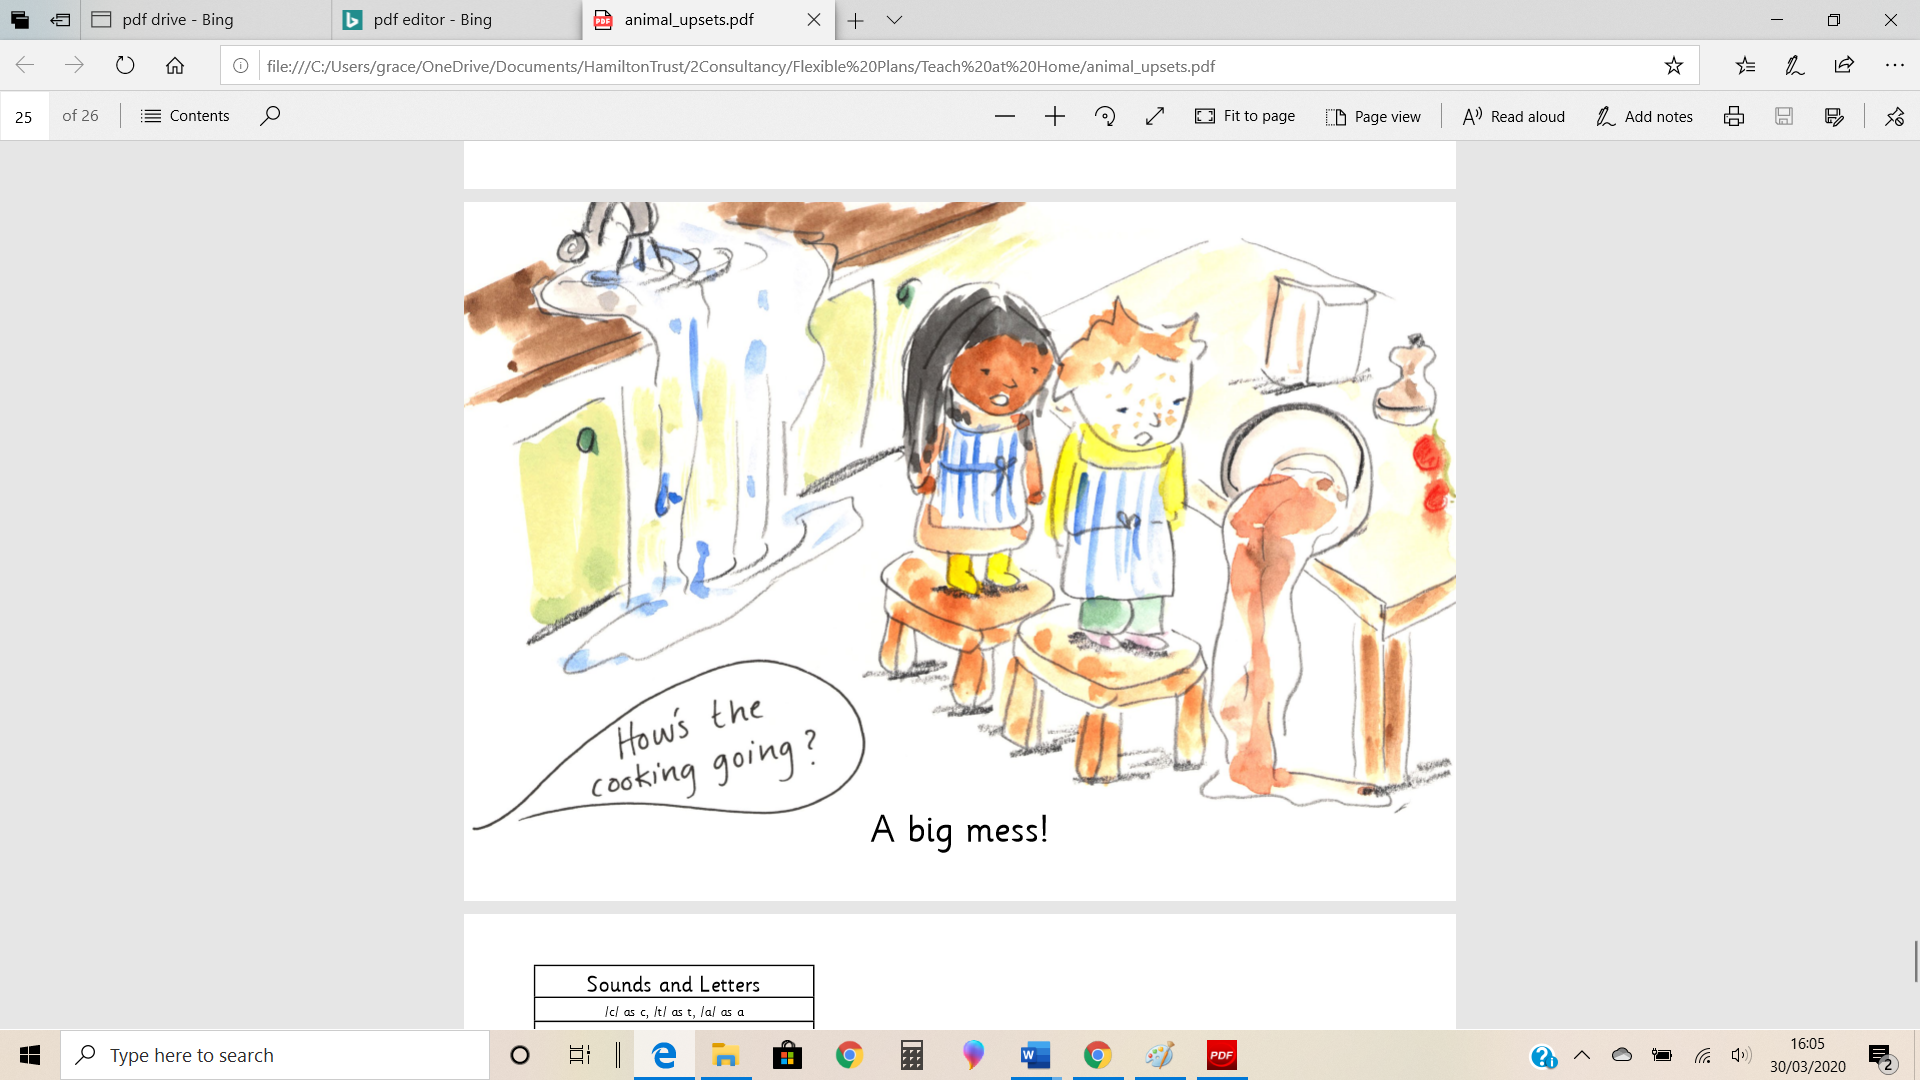 pdf drive - Bing
pdf editor - Bing
animal_upsets.pdf
file:///C:/Users/grace/OneDrive/Documents/HamiltonTrust/2Consultancy/Flexible%20Plans/Teach%20at%20Home/animal_upsets.pdf
25 of 26 Contents Fit to page Page view Read aloud Add notes
How's the
cooking going?
A big mess!
Sounds and Letters
/c/ as c, /t/ as t, /a/ as a
Type here to search
W
PDF
16:05
30/03/2020
2